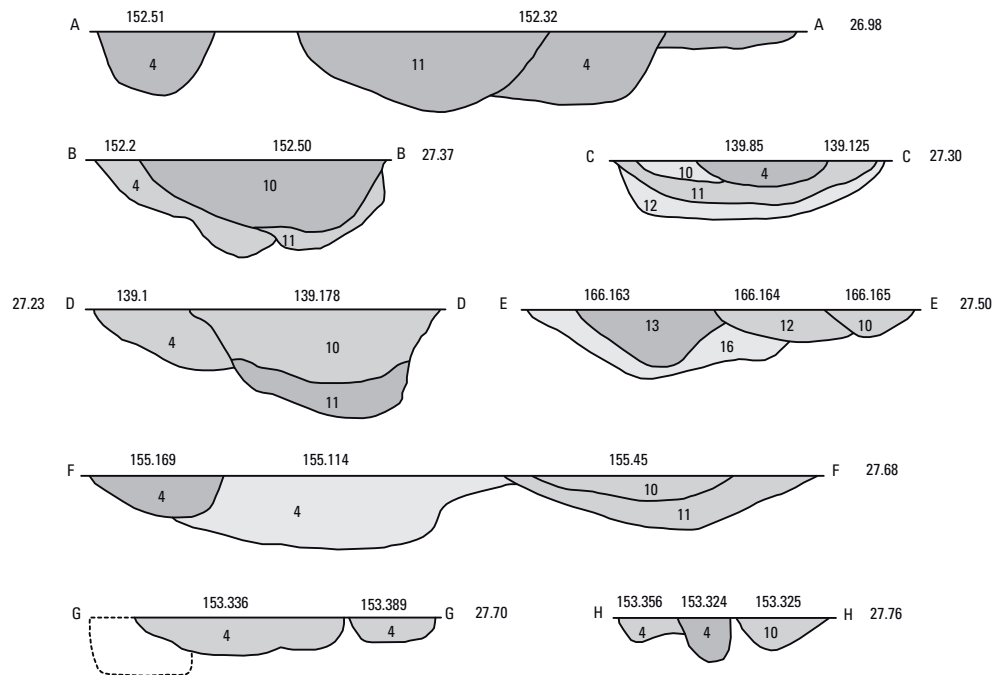 152.51 152.32
A A 26.98
4 11 4
152.2 152.50
B B 27.37
4 10 11
139.85 139.125
C C 27.30
10 4
11
12
139.1 139.178
27.23 D D
4 10
11
166.163 166.164 166.165
E E 27.50
13 12 10
16
155.169 155.114 155.45
F F 27.68
4 4 10
11
153.336 153.389
G G 27.70
4 4
153.356 153.324 153.325
H H 27.76
4 4 10